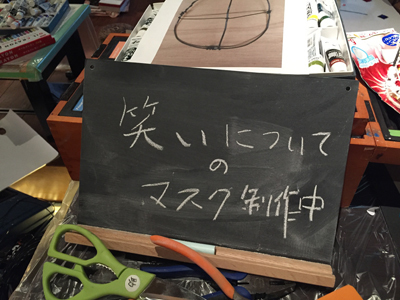 笑いについて
の
マスク制作中